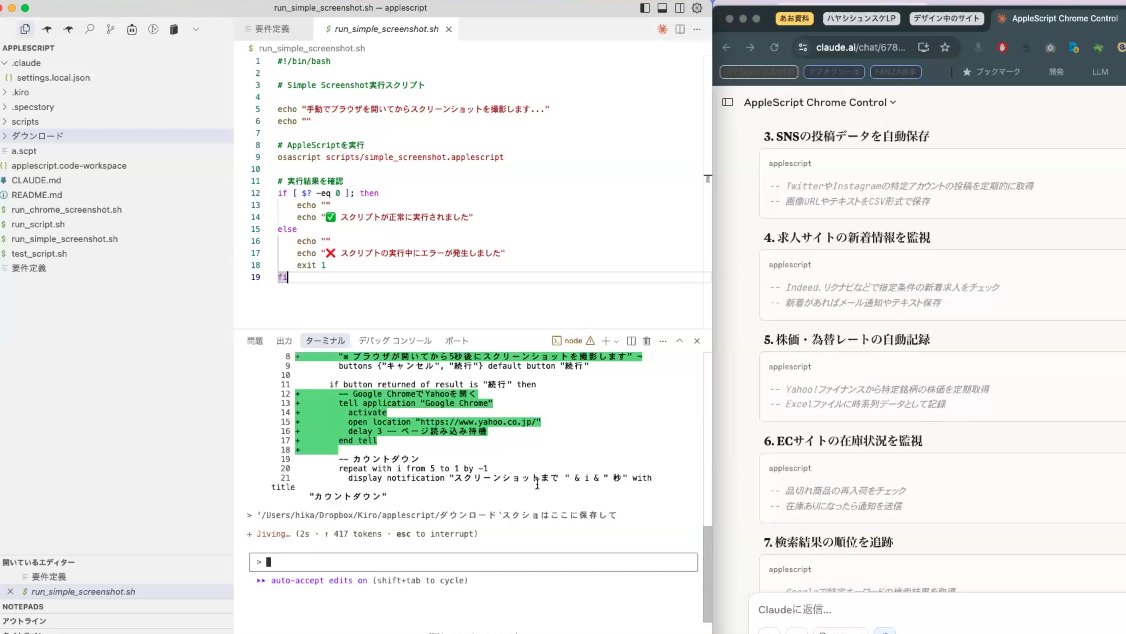 run_simple_screenshot.sh — applescript
APPLESCRIPT
.claude
settings.local.json
.kiro
.specstory
scripts
ダウンロード
a.scpt
applescript.code-workspace
CLAUDE.md
README.md
run_chrome_screenshot.sh
run_script.sh
run_simple_screenshot.sh
test_script.sh
要件定義
開いているエディター
要件定義
run_simple_screenshot.sh
NOTEPADS
アウトライン
要件定義
$ run_simple_screenshot.sh
$ run_simple_screenshot.sh
1 #!/bin/bash
2
3 # Simple Screenshot実行スクリプト
4
5 echo "手動でブラウザを開いてからスクリーンショットを撮影します..."
6 echo ""
7
8 # AppleScriptを実行
9 osascript scripts/simple_screenshot.applescript
10
11 # 実行結果を確認
12 if [ $? -eq 0 ]; then
13 echo ""
14 echo "✅ スクリプトが正常に実行されました"
15 else
16 echo ""
17 echo "❌ スクリプトの実行中にエラーが発生しました"
18 exit 1
19 fi
問題 出力 ターミナル デバッグ コンソール ポート
node
8 + "※ ブラウザが開いてから5秒後にスクリーンショットを撮影します" ¬
9 buttons {"キャンセル", "続行"} default button "続行"
10
11 if button returned of result is "続行" then
12 + -- Google ChromeでYahooを開く
13 + tell application "Google Chrome"
14 + activate
15 + open location "https://www.yahoo.co.jp/"
16 + delay 3 -- ページ読み込み待機
17 + end tell
18 +
19 -- カウントダウン
20 repeat with i from 5 to 1 by -1
21 display notification "スクリーンショットまで " & i & " 秒" with
title
"カウントダウン"
> '/Users/hika/Dropbox/Kiro/applescript/ダウンロード'スクショはここに保存して
+ Jiving… (2s · ↑ 417 tokens · esc to interrupt)
>
▸▸ auto-accept edits on (shift+tab to cycle)
あお資料 ハヤシションスケLP デザイン中のサイト AppleScript Chrome Control
claude.ai/chat/678...
ブックマーク 開発 LLM
AppleScript Chrome Control
3. SNSの投稿データを自動保存
applescript
-- TwitterやInstagramの特定アカウントの投稿を定期的に取得
-- 画像URLやテキストをCSV形式で保存
4. 求人サイトの新着情報を監視
applescript
-- Indeed、リクナビなどで指定条件の新着求人をチェック
-- 新着があればメール通知やテキスト保存
5. 株価・為替レートの自動記録
applescript
-- Yahoo!ファイナンスから特定銘柄の株価を定期取得
-- Excelファイルに時系列データとして記録
6. ECサイトの在庫状況を監視
applescript
-- 品切れ商品の再入荷をチェック
-- 在庫ありになったら通知を送信
7. 検索結果の順位を追跡
applescript
-- Googleで特定キーワードの検索結果を取得
Claudeに返信...